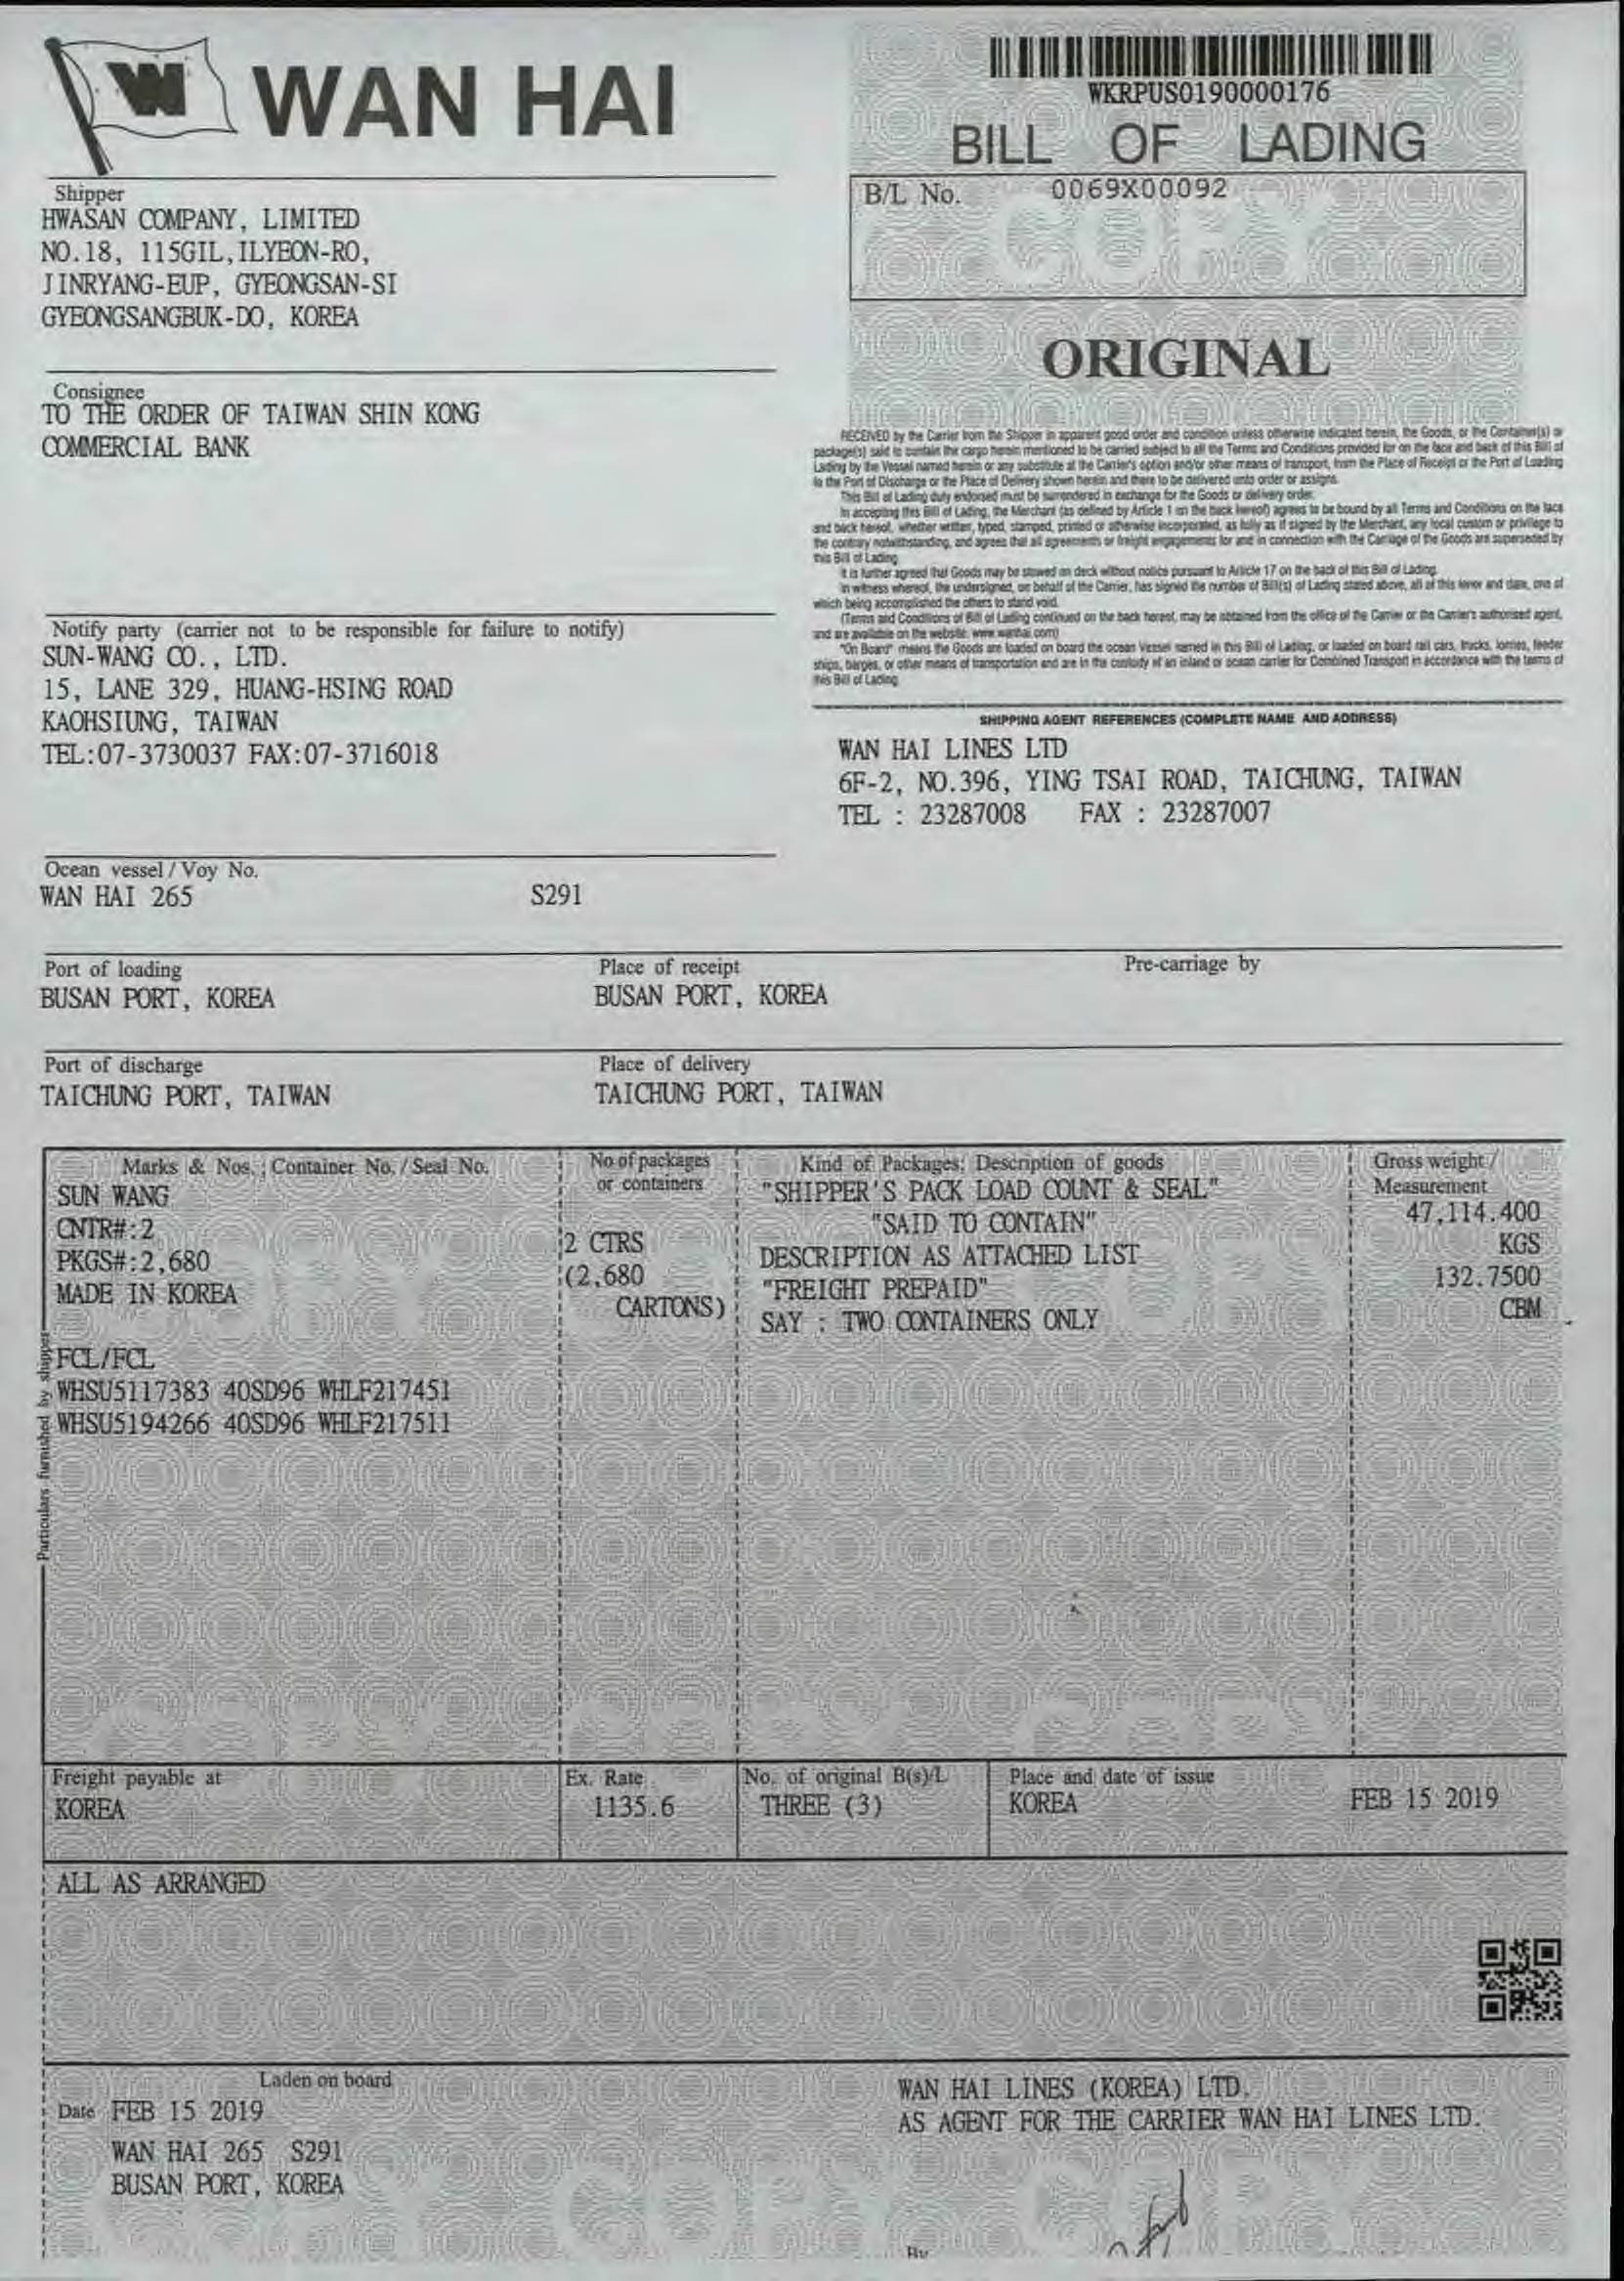 WAN HAI
WKRPUS0190000176
BILL OF LADING
B/L No. 0069X00092
COPY
ORIGINAL
Shipper
HWASAN COMPANY, LIMITED
NO.18, 115GIL,ILYEON-RO,
JINRYANG-EUP, GYEONGSAN-SI
GYEONGSANGBUK-DO, KOREA
Consignee
TO THE ORDER OF TAIWAN SHIN KONG
COMMERCIAL BANK
RECEIVED by the Carrier from the Shipper in apparent good order and condition unless otherwise indicated herein, the Goods, or the Container(s) or
package(s) said to contain the cargo herein mentioned to be carried subject to all the Terms and Conditions provided for on the face and back of this Bill of
Lading by the Vessel named herein or any substitute at the Carrier's option and/or other means of transport, from the Place of Receipt or the Port of Loading
to the Port of Discharge or the Place of Delivery shown herein and there to be delivered unto order or assigns.
This Bill of Lading duly endorsed must be surrendered in exchange for the Goods or delivery order.
In accepting this Bill of Lading, the Merchant (as defined by Article 1 on the back hereof) agrees to be bound by all Terms and Conditions on the face
and back hereof, whether written, typed, stamped, printed or otherwise incorporated, as fully as if signed by the Merchant, any local custom or privilege to
the contrary notwithstanding, and agrees that all agreements or freight engagements for and in connection with the Carriage of the Goods are superseded by
this Bill of Lading.
It is further agreed that Goods may be stowed on deck without notice pursuant to Article 17 on the back of this Bill of Lading.
In witness whereof, the undersigned, on behalf of the Carrier, has signed the number of Bill(s) of Lading stated above, all of this tenor and date, one of
which being accomplished the others to stand void.
(Terms and Conditions of Bill of Lading continued on the back hereof, may be obtained from the office of the Carrier or the Carrier's authorised agent,
and are available on the website: www.wanhai.com)
"On Board" means the Goods are loaded on board the ocean Vessel named in this Bill of Lading, or loaded on board rail cars, trucks, lorries, feeder
ships, barges, or other means of transportation and are in the custody of an inland or ocean carrier for Combined Transport in accordance with the terms of
this Bill of Lading.
Notify party (carrier not to be responsible for failure to notify)
SUN-WANG CO., LTD.
15, LANE 329, HUANG-HSING ROAD
KAOHSIUNG, TAIWAN
TEL:07-3730037 FAX:07-3716018
SHIPPING AGENT REFERENCES (COMPLETE NAME AND ADDRESS)
WAN HAI LINES LTD
6F-2, NO.396, YING TSAI ROAD, TAICHUNG, TAIWAN
TEL : 23287008 FAX : 23287007
Ocean vessel / Voy No.
WAN HAI 265 S291
Port of loading Place of receipt Pre-carriage by
BUSAN PORT, KOREA BUSAN PORT, KOREA
Port of discharge Place of delivery
TAICHUNG PORT, TAIWAN TAICHUNG PORT, TAIWAN
Marks & Nos. ; Container No. / Seal No.
SUN WANG
CNTR#:2
PKGS#:2,680
MADE IN KOREA
FCL/FCL
WHSU5117383 40SD96 WHLF217451
WHSU5194266 40SD96 WHLF217511
No of packages
or containers
2 CTRS
(2,680
CARTONS)
Kind of Packages; Description of goods
"SHIPPER'S PACK LOAD COUNT & SEAL"
"SAID TO CONTAIN"
DESCRIPTION AS ATTACHED LIST
"FREIGHT PREPAID"
SAY : TWO CONTAINERS ONLY
Gross weight /
Measurement
47,114.400
KGS
132.7500
CBM
Particulars furnished by shipper
COPY COPY
Freight payable at
KOREA
Ex. Rate
1135.6
No. of original B(s)/L
THREE (3)
Place and date of issue
KOREA FEB 15 2019
ALL AS ARRANGED
Laden on board
Date FEB 15 2019
WAN HAI 265 S291
BUSAN PORT, KOREA
WAN HAI LINES (KOREA) LTD.
AS AGENT FOR THE CARRIER WAN HAI LINES LTD.
COPY COPY
By